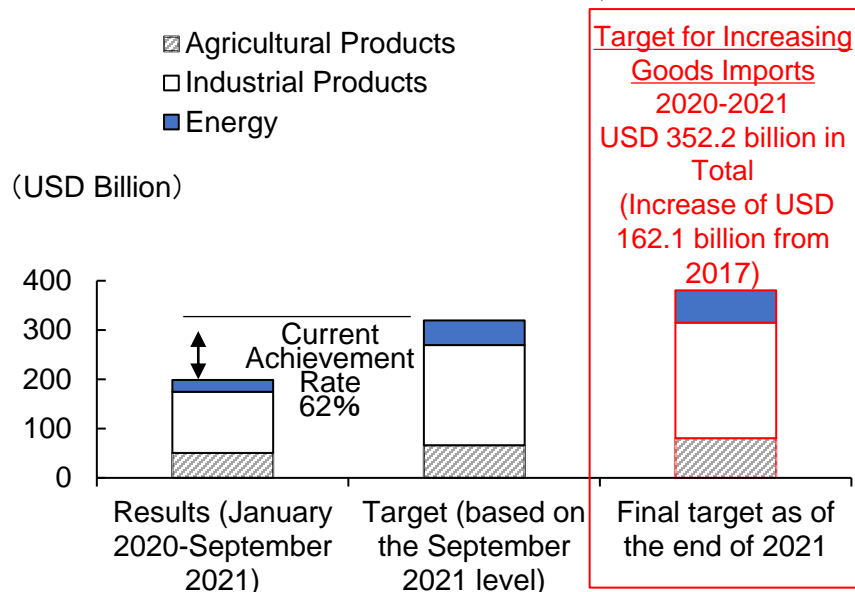 Agricultural Products
Industrial Products
Energy
Target for Increasing
Goods Imports
2020-2021
USD 352.2 billion in
Total
(Increase of USD
162.1 billion from
2017)
（USD Billion）
400
300
200
100
0
Current
Achievement
Rate
62%
Results (January
2020-September
2021)
Target (based on
the September
2021 level)
Final target as of
the end of 2021